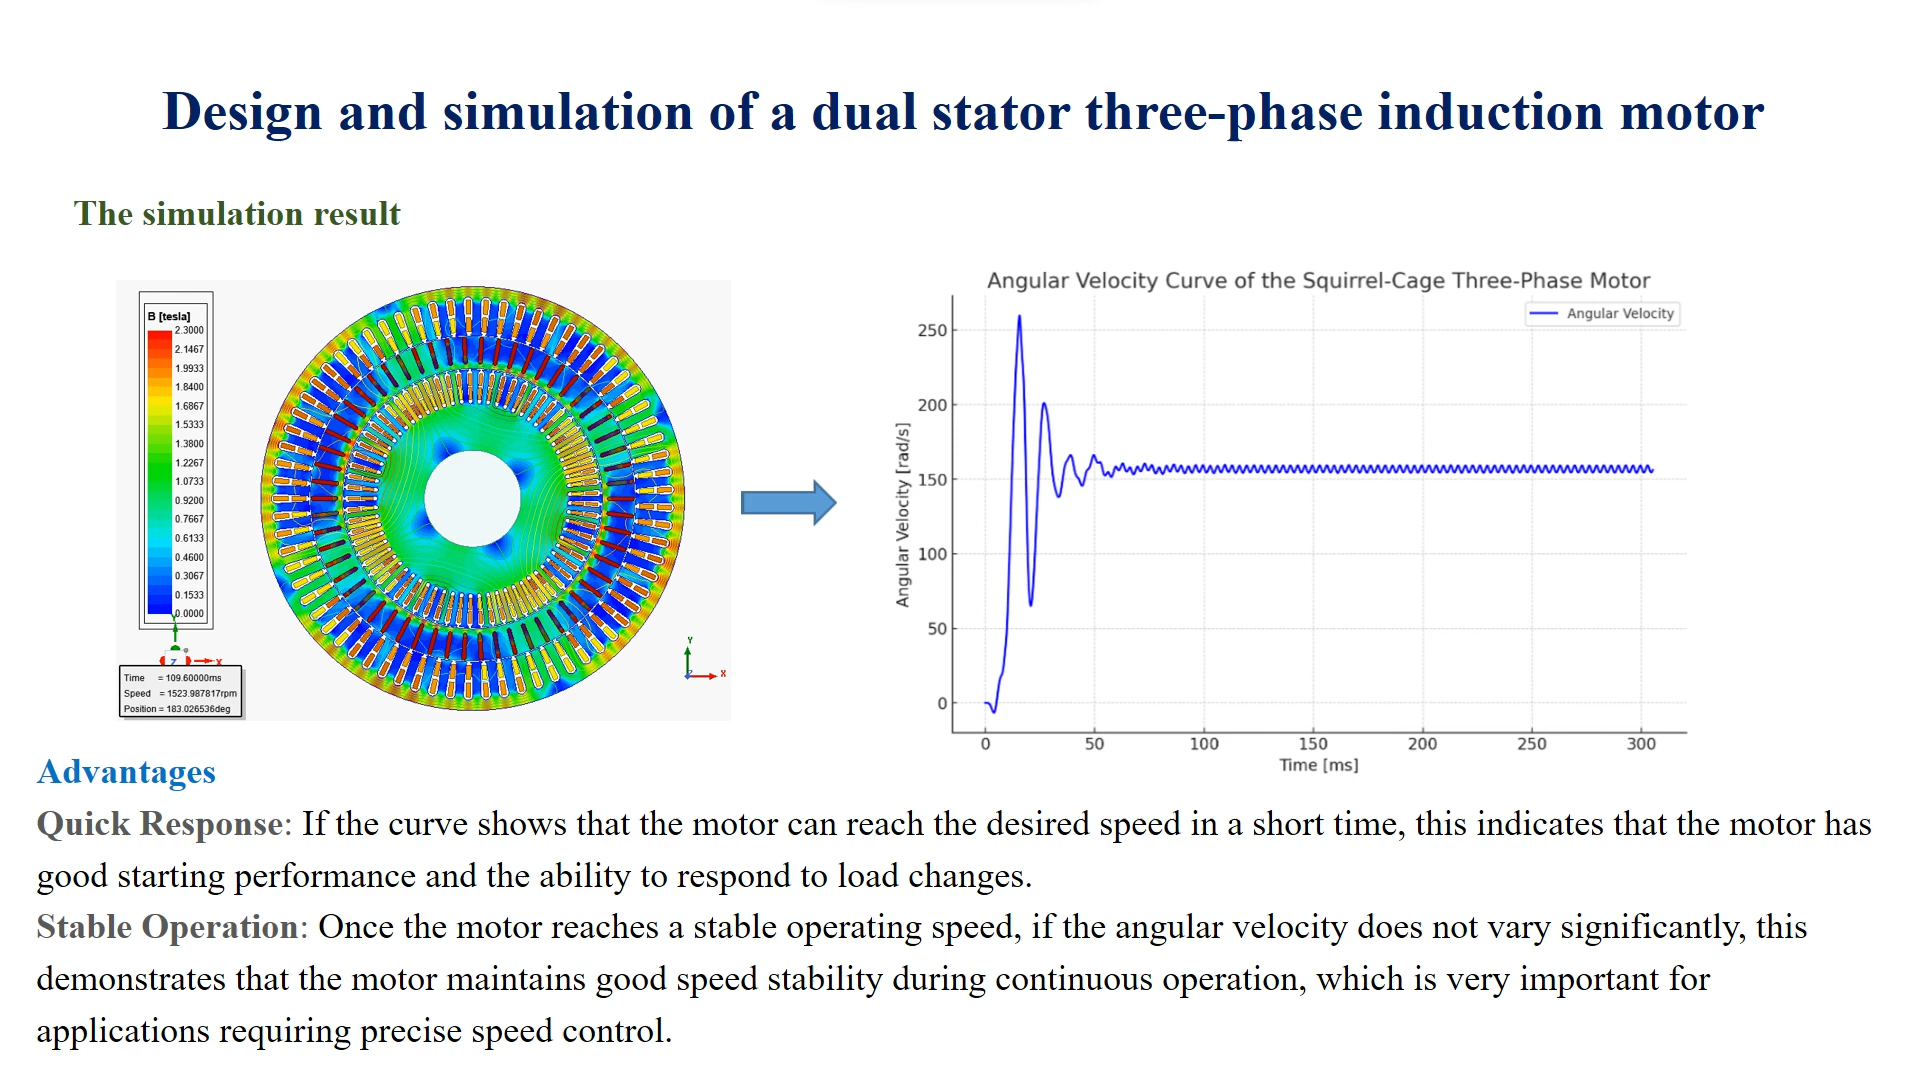 Design and simulation of a dual stator three-phase induction motor
The simulation result
B [tesla]
2.3000
2.1467
1.9933
1.8400
1.6867
1.5333
1.3800
1.2267
1.0733
0.9200
0.7667
0.6133
0.4600
0.3067
0.1533
0.0000
Y
Z
X
Time = 109.60000ms
Speed = 1523.987817rpm
Position = 183.026536deg
Y
X
Angular Velocity Curve of the Squirrel-Cage Three-Phase Motor
Angular Velocity
Angular Velocity [rad/s]
250
200
150
100
50
0
0 50 100 150 200 250 300
Time [ms]
Advantages
Quick Response: If the curve shows that the motor can reach the desired speed in a short time, this indicates that the motor has
good starting performance and the ability to respond to load changes.
Stable Operation: Once the motor reaches a stable operating speed, if the angular velocity does not vary significantly, this
demonstrates that the motor maintains good speed stability during continuous operation, which is very important for
applications requiring precise speed control.